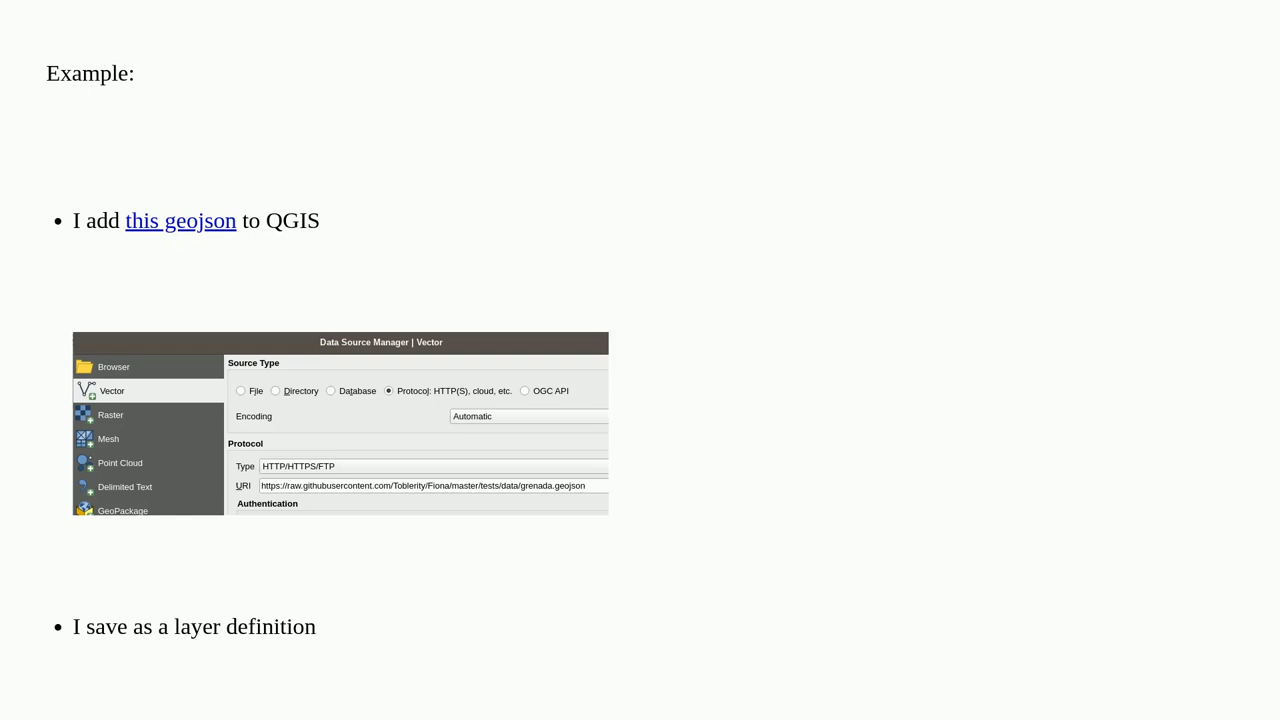 Example:
• I add this geojson to QGIS
Data Source Manager | Vector
Browser
Vector
Raster
Mesh
Point Cloud
Delimited Text
GeoPackage
Source Type
File Directory Database Protocol: HTTP(S), cloud, etc. OGC API
Encoding Automatic
Protocol
Type HTTP/HTTPS/FTP
URI https://raw.githubusercontent.com/Toblerity/Fiona/master/tests/data/grenada.geojson
Authentication
• I save as a layer definition